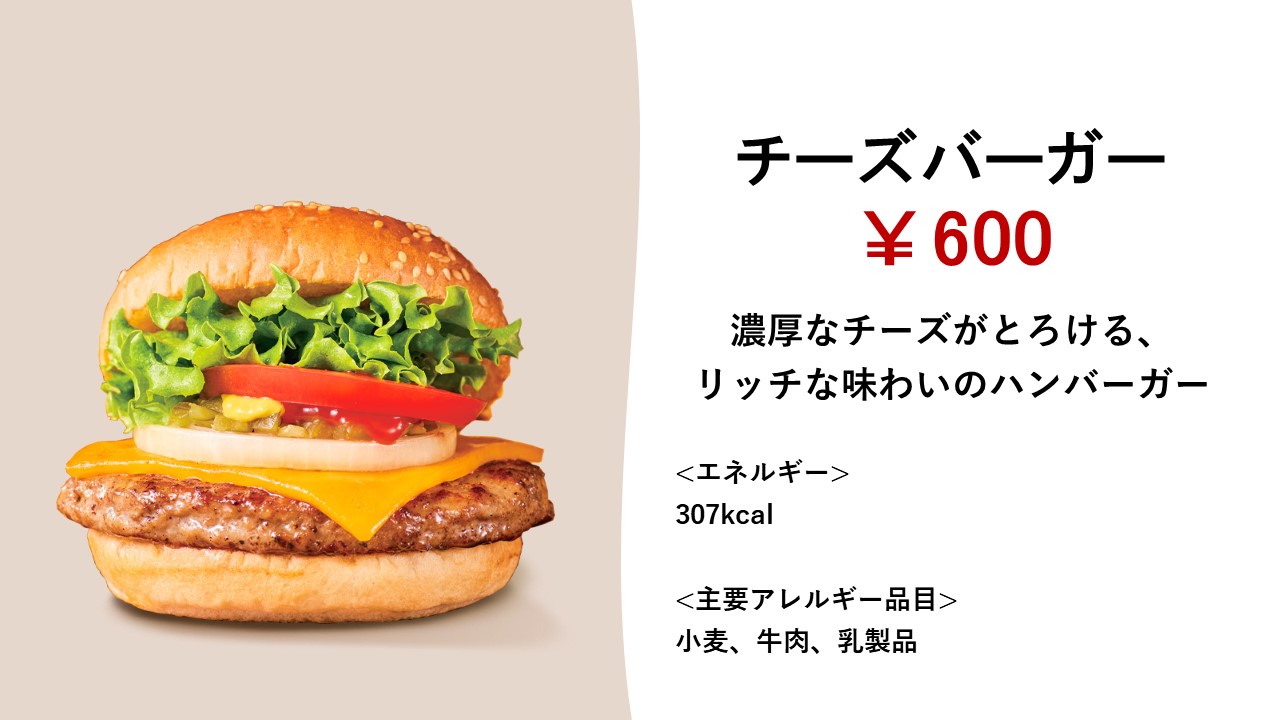 チーズバーガー
￥600
濃厚なチーズがとろける、
リッチな味わいのハンバーガー
<エネルギー>
307kcal
<主要アレルギー品目>
小麦、牛肉、乳製品